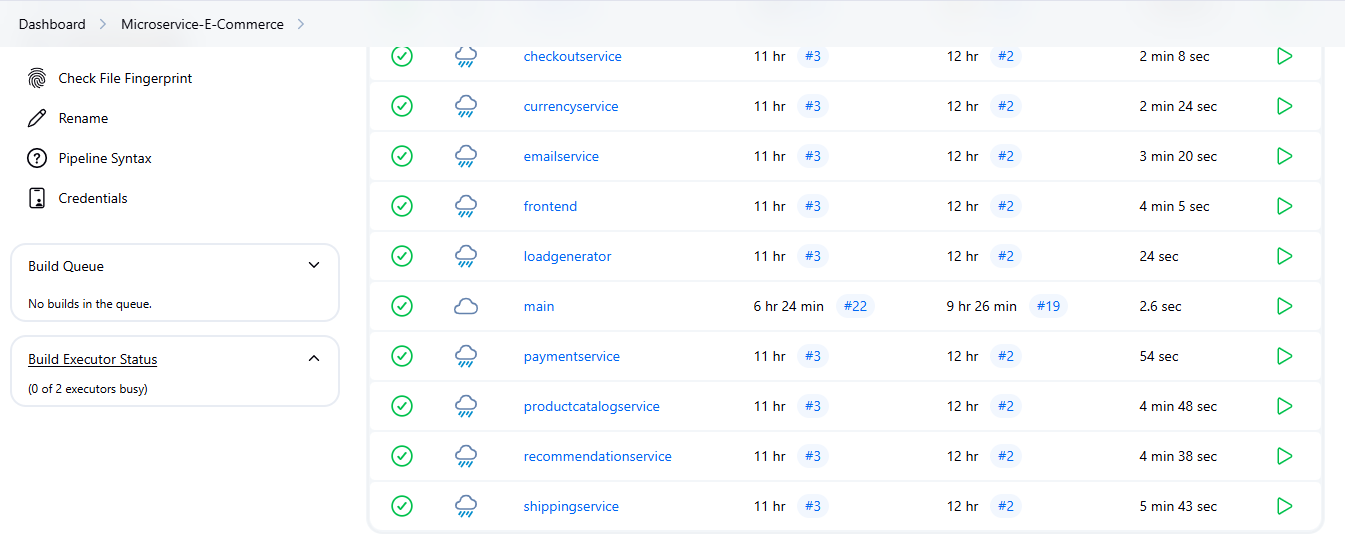 Dashboard Microservice-E-Commerce
Check File Fingerprint
Rename
Pipeline Syntax
Credentials
Build Queue
No builds in the queue.
Build Executor Status
(0 of 2 executors busy)
checkoutservice 11 hr #3 12 hr #2 2 min 8 sec
currencyservice 11 hr #3 12 hr #2 2 min 24 sec
emailservice 11 hr #3 12 hr #2 3 min 20 sec
frontend 11 hr #3 12 hr #2 4 min 5 sec
loadgenerator 11 hr #3 12 hr #2 24 sec
main 6 hr 24 min #22 9 hr 26 min #19 2.6 sec
paymentservice 11 hr #3 12 hr #2 54 sec
productcatalogservice 11 hr #3 12 hr #2 4 min 48 sec
recommendationservice 11 hr #3 12 hr #2 4 min 38 sec
shippingservice 11 hr #3 12 hr #2 5 min 43 sec